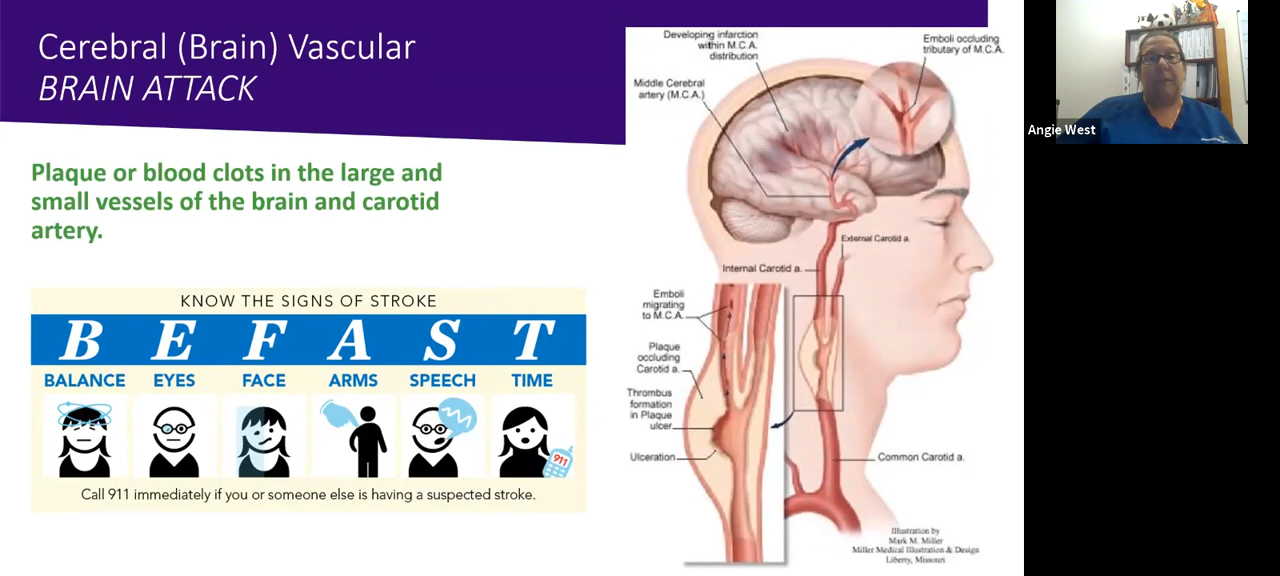 Cerebral (Brain) Vascular
BRAIN ATTACK
Plaque or blood clots in the large and
small vessels of the brain and carotid
artery.
KNOW THE SIGNS OF STROKE
B E F A S T
BALANCE EYES FACE ARMS SPEECH TIME
911
Call 911 immediately if you or someone else is having a suspected stroke.
Developing infarction
within M.C.A.
distribution
Emboli occluding
tributary of M.C.A.
Middle Cerebral
artery (M.C.A.)
External Carotid a.
Internal Carotid a.
Emboli
migrating
to M.C.A.
Plaque
occluding
Carotid a.
Thrombus
formation
in Plaque
ulcer
Ulceration
Common Carotid a.
Illustration by
Mark M. Miller
Miller Medical Illustration & Design
Liberty, Missouri
Angie West